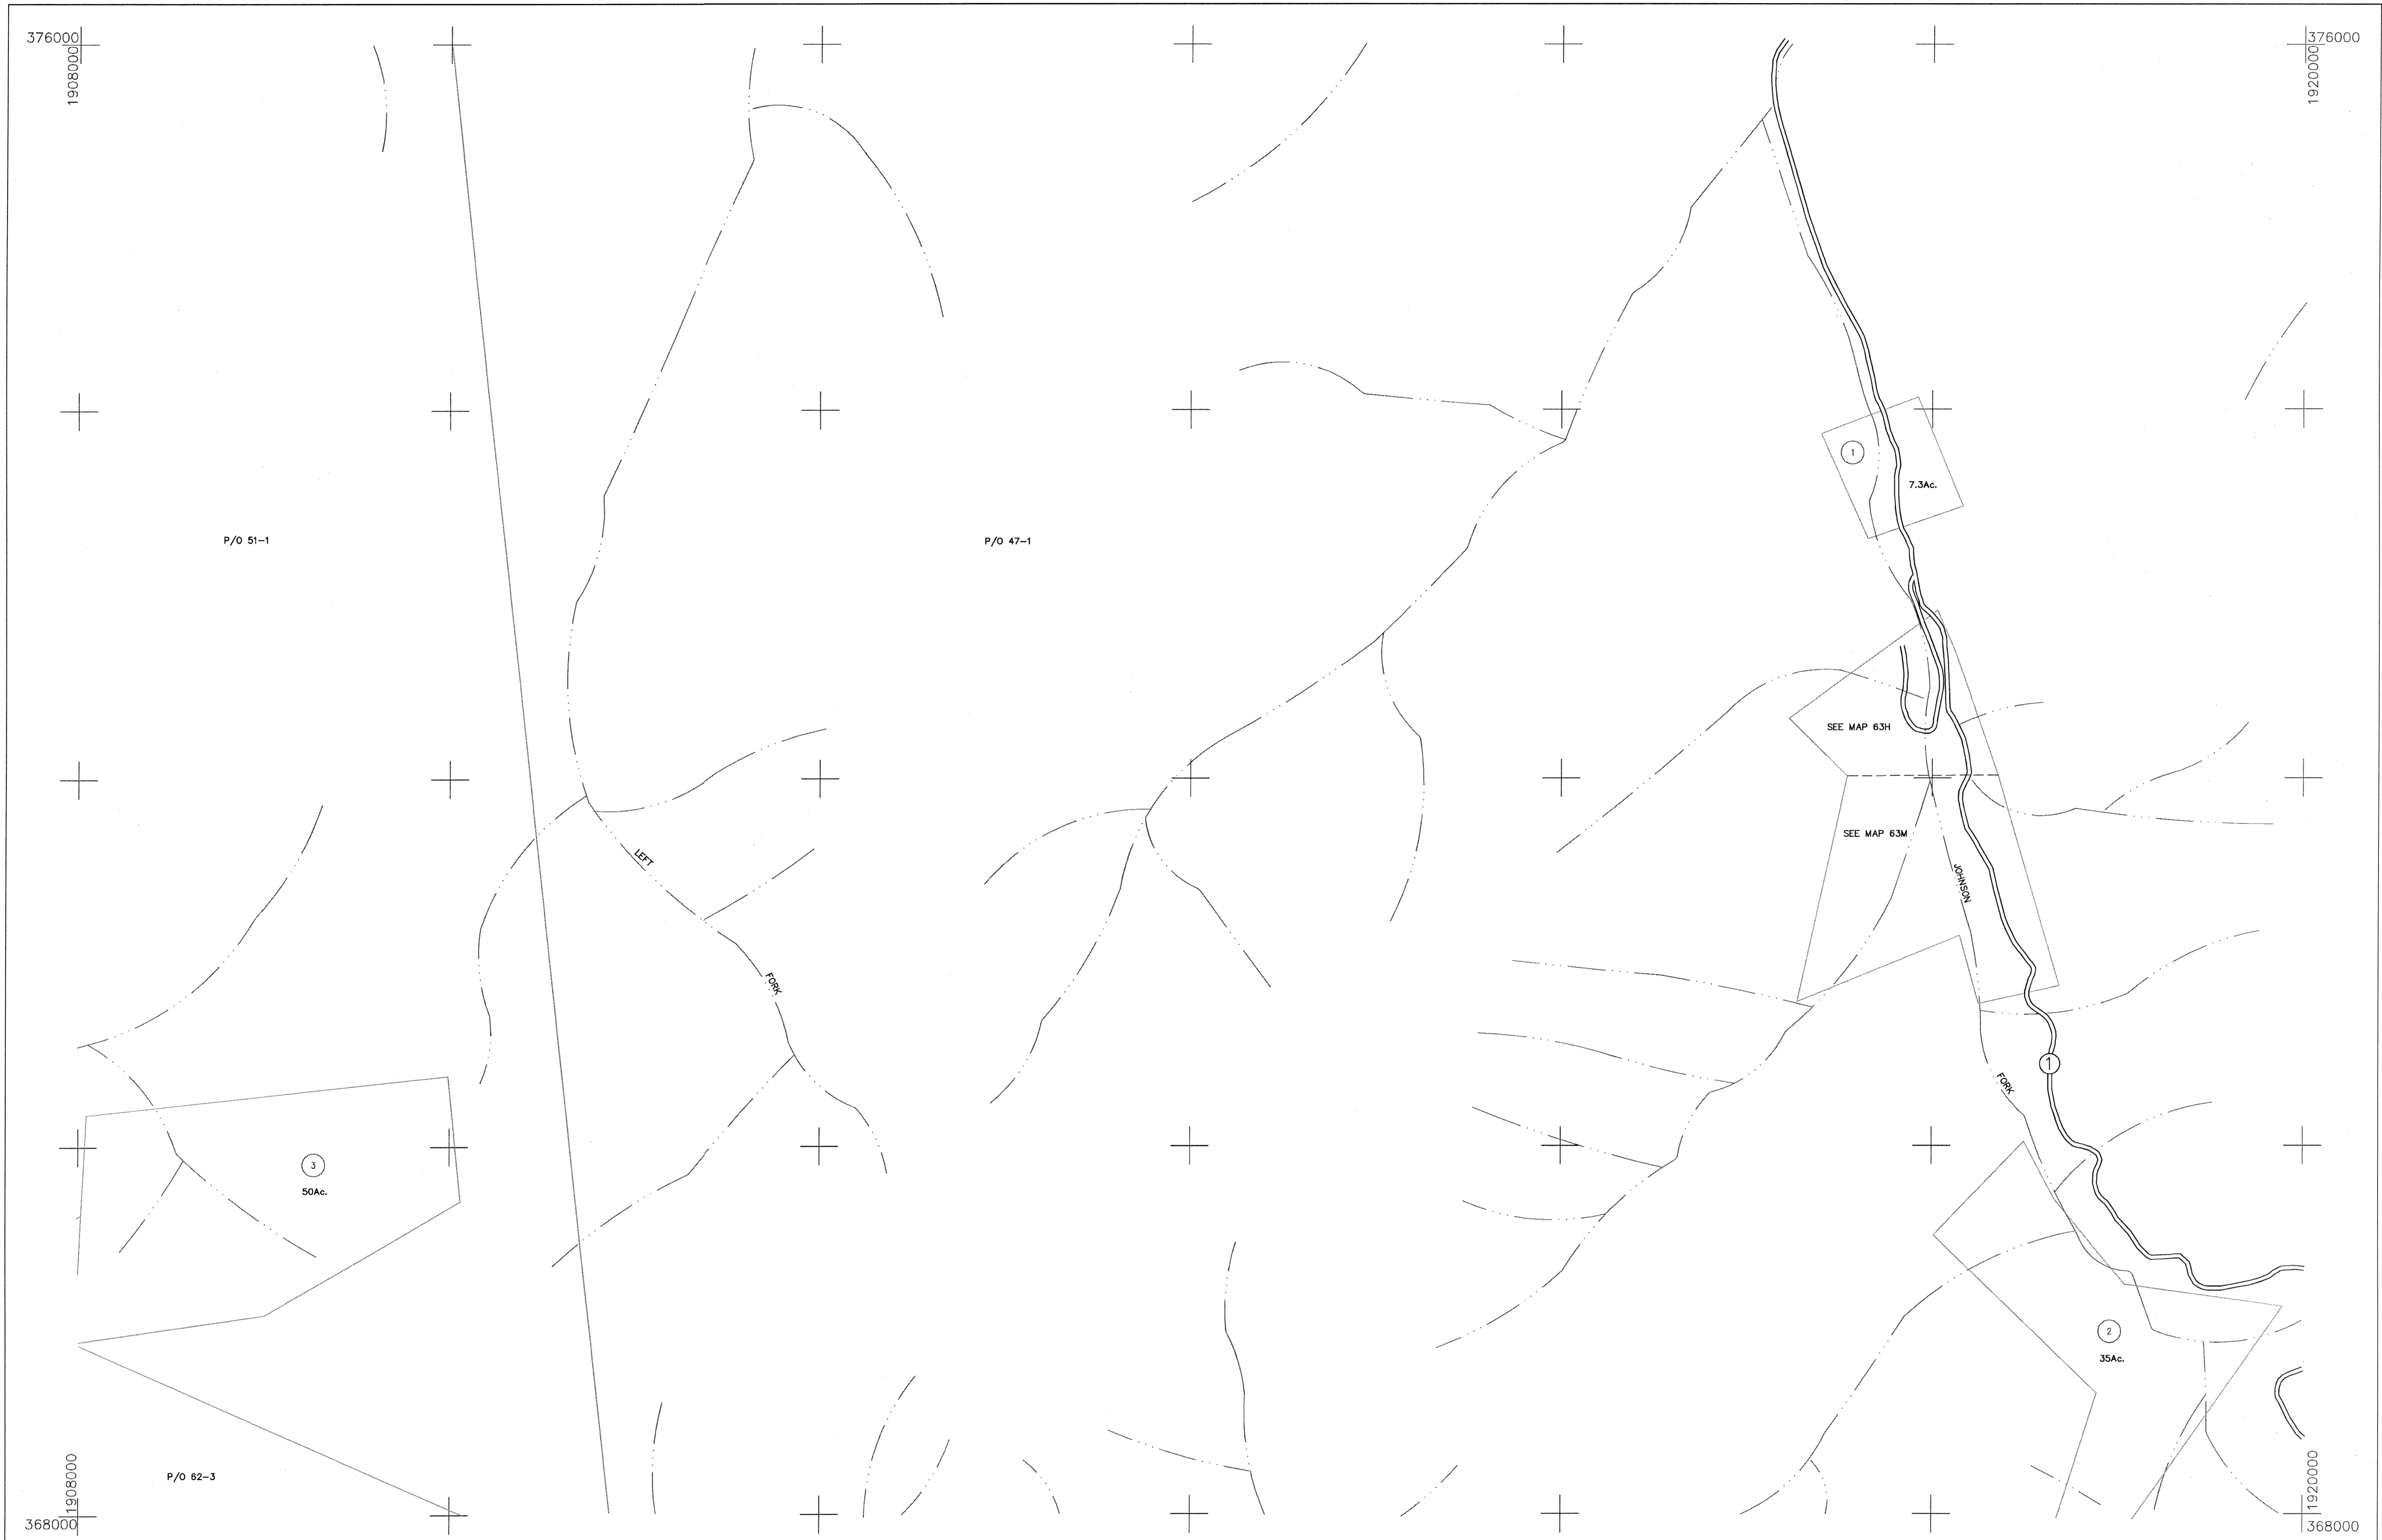 376000
376000
1908000
1920000
1
7.3Ac.
P/O 51-1
P/O 47-1
SEE MAP 63H
SEE MAP 63M
LEFT
JOHNSON
FORK
1
FORK
3
50Ac.
2
35Ac.
P/O 62-3
1908000
1920000
368000
368000